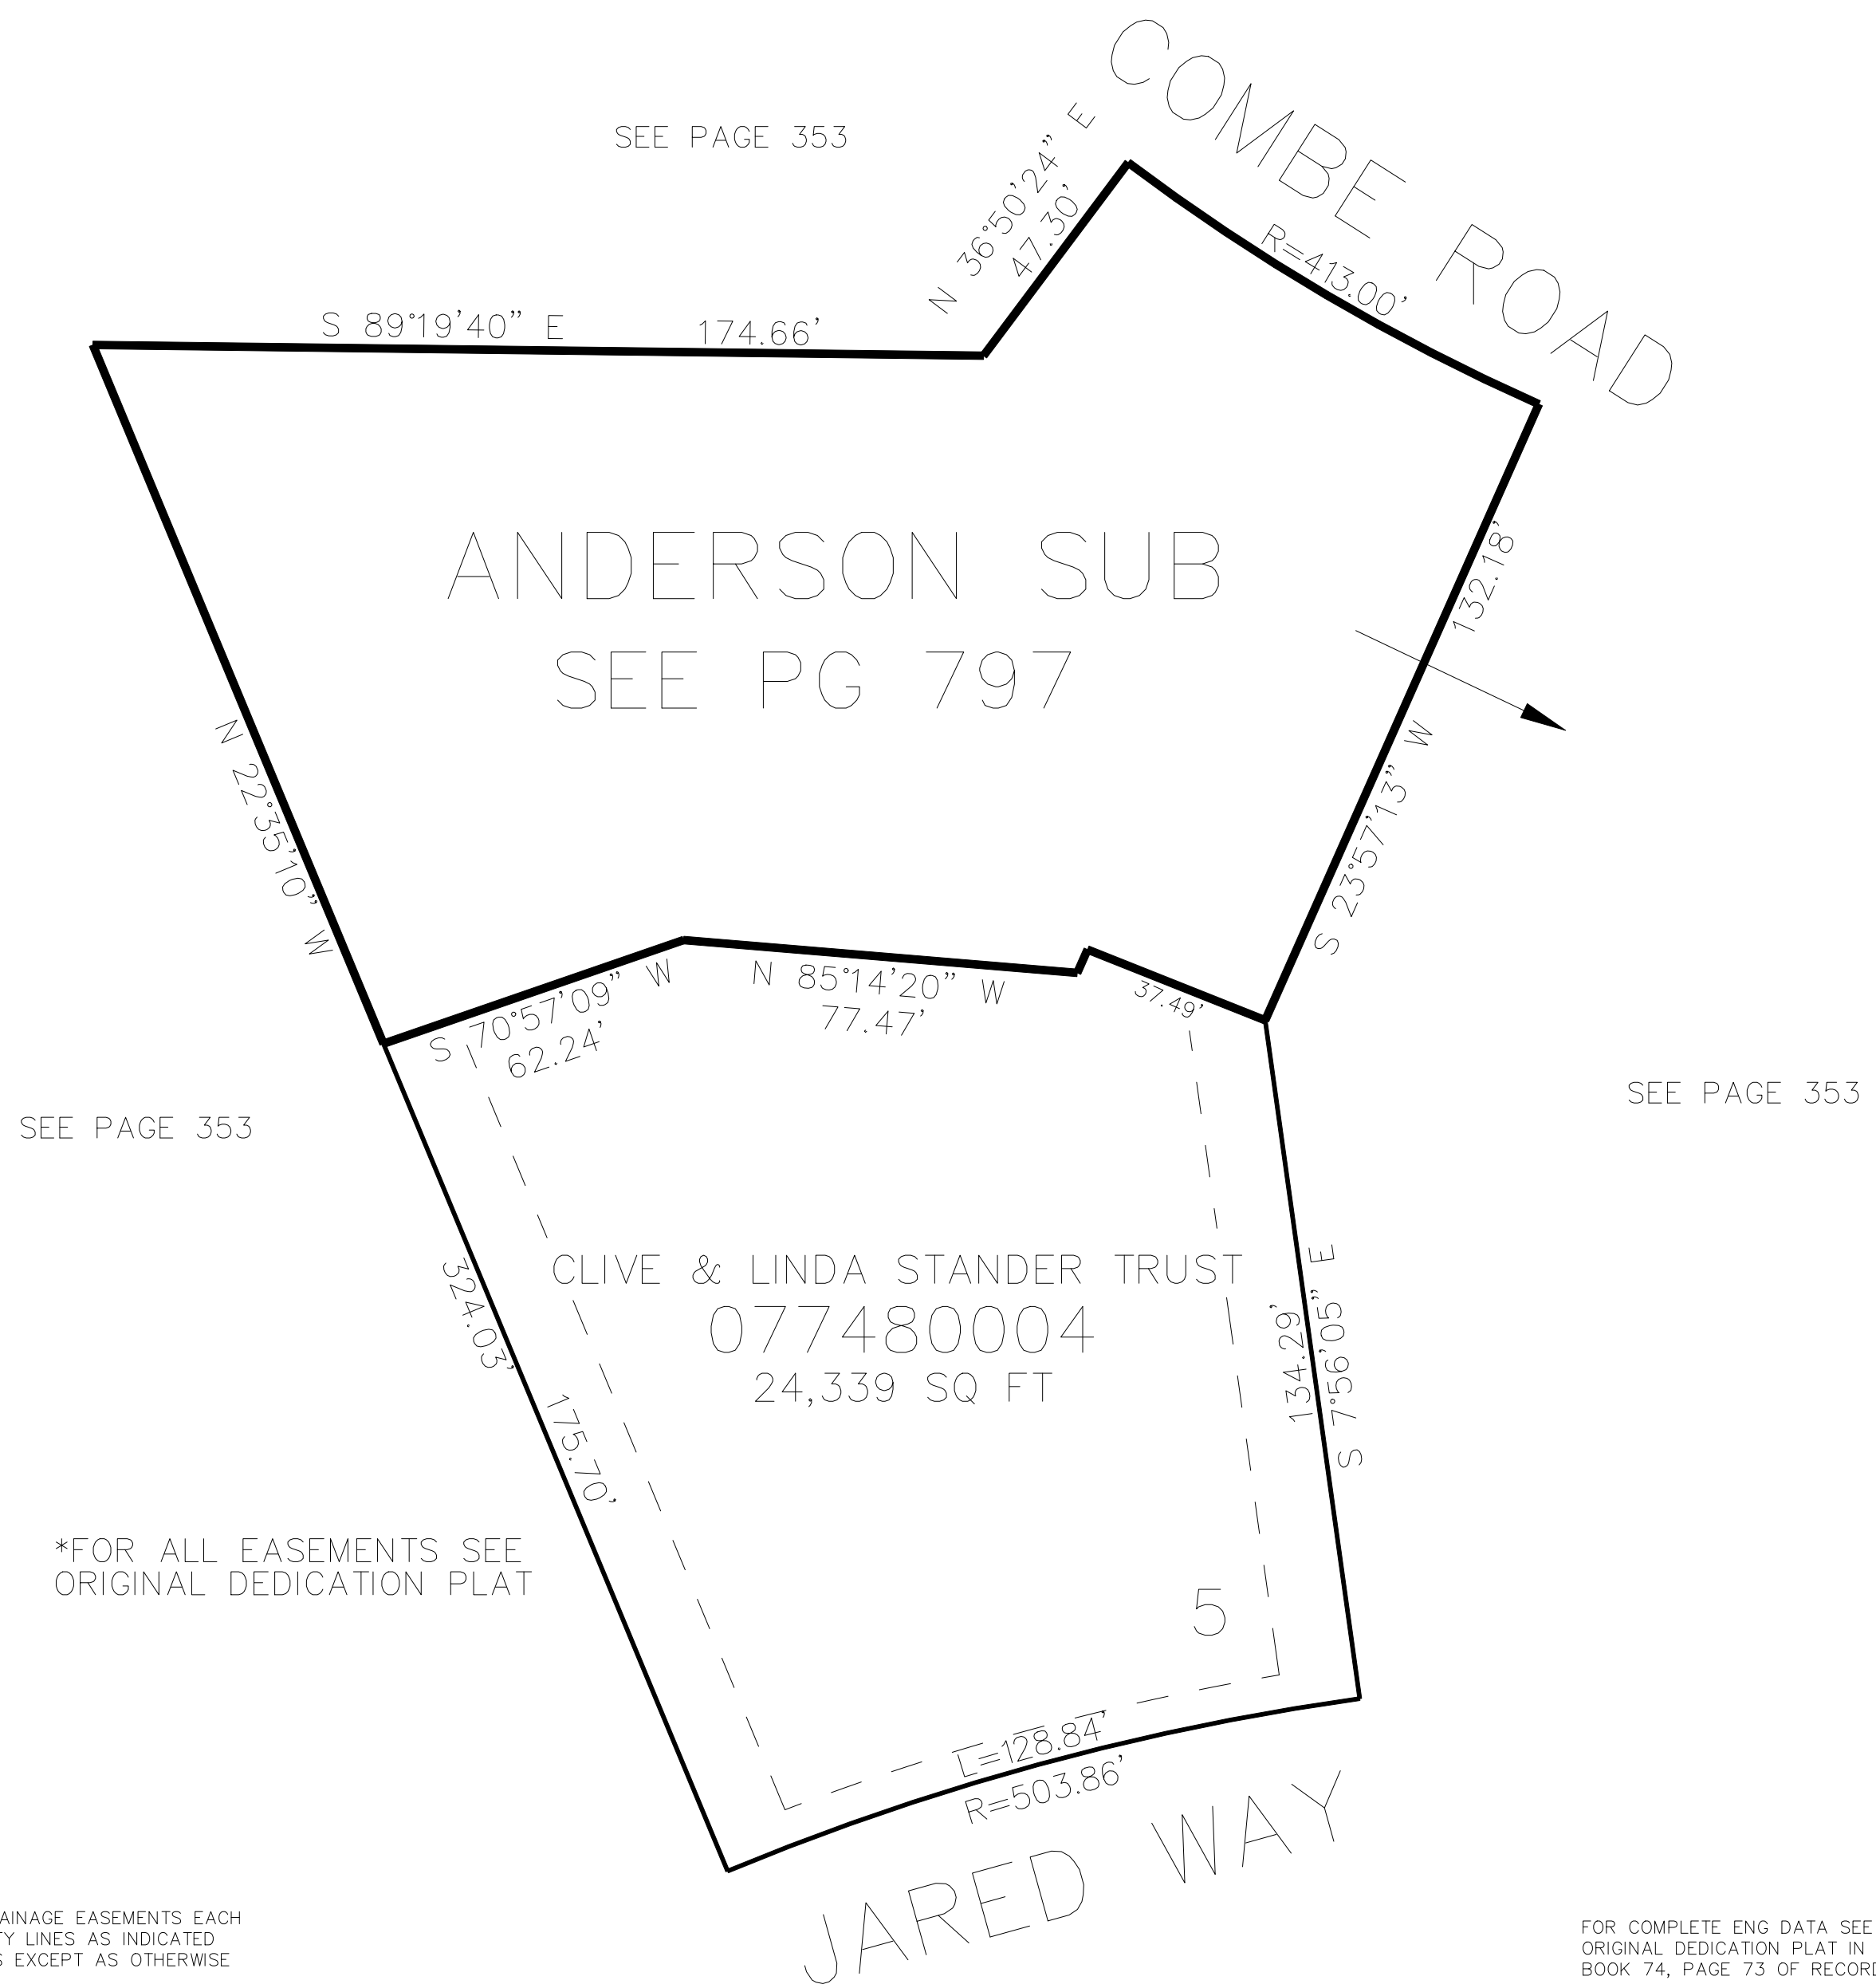 COMBE ROAD
SEE PAGE 353
N 36°50'24" E
47.30'
R=413.00'
S 89°19'40" E 174.66'
132.18'
ANDERSON SUB
SEE PG 797
N 22°35'10" W
S 23°57'13" W
S 70°57'09" W
62.24'
N 85°14'20" W
77.47'
37.49'
SEE PAGE 353
SEE PAGE 353
324.03'
CLIVE & LINDA STANDER TRUST
077480004
24,339 SQ FT
134.29'
S 7°56'05" E
175.70'
*FOR ALL EASEMENTS SEE
ORIGINAL DEDICATION PLAT
5
L=128.84'
R=503.86'
JARED WAY
AINAGE EASEMENTS EACH
TY LINES AS INDICATED
S EXCEPT AS OTHERWISE
FOR COMPLETE ENG DATA SEE
ORIGINAL DEDICATION PLAT IN
BOOK 74, PAGE 73 OF RECOR